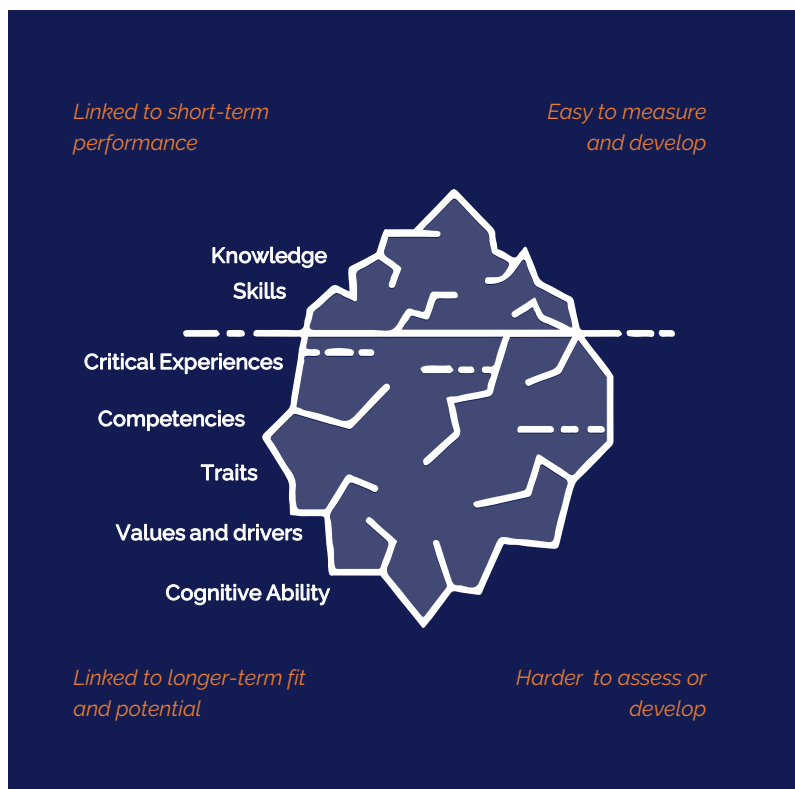 Linked to short-term
performance
Easy to measure
and develop
Knowledge
Skills
Critical Experiences
Competencies
Traits
Values and drivers
Cognitive Ability
Linked to longer-term fit
and potential
Harder to assess or
develop